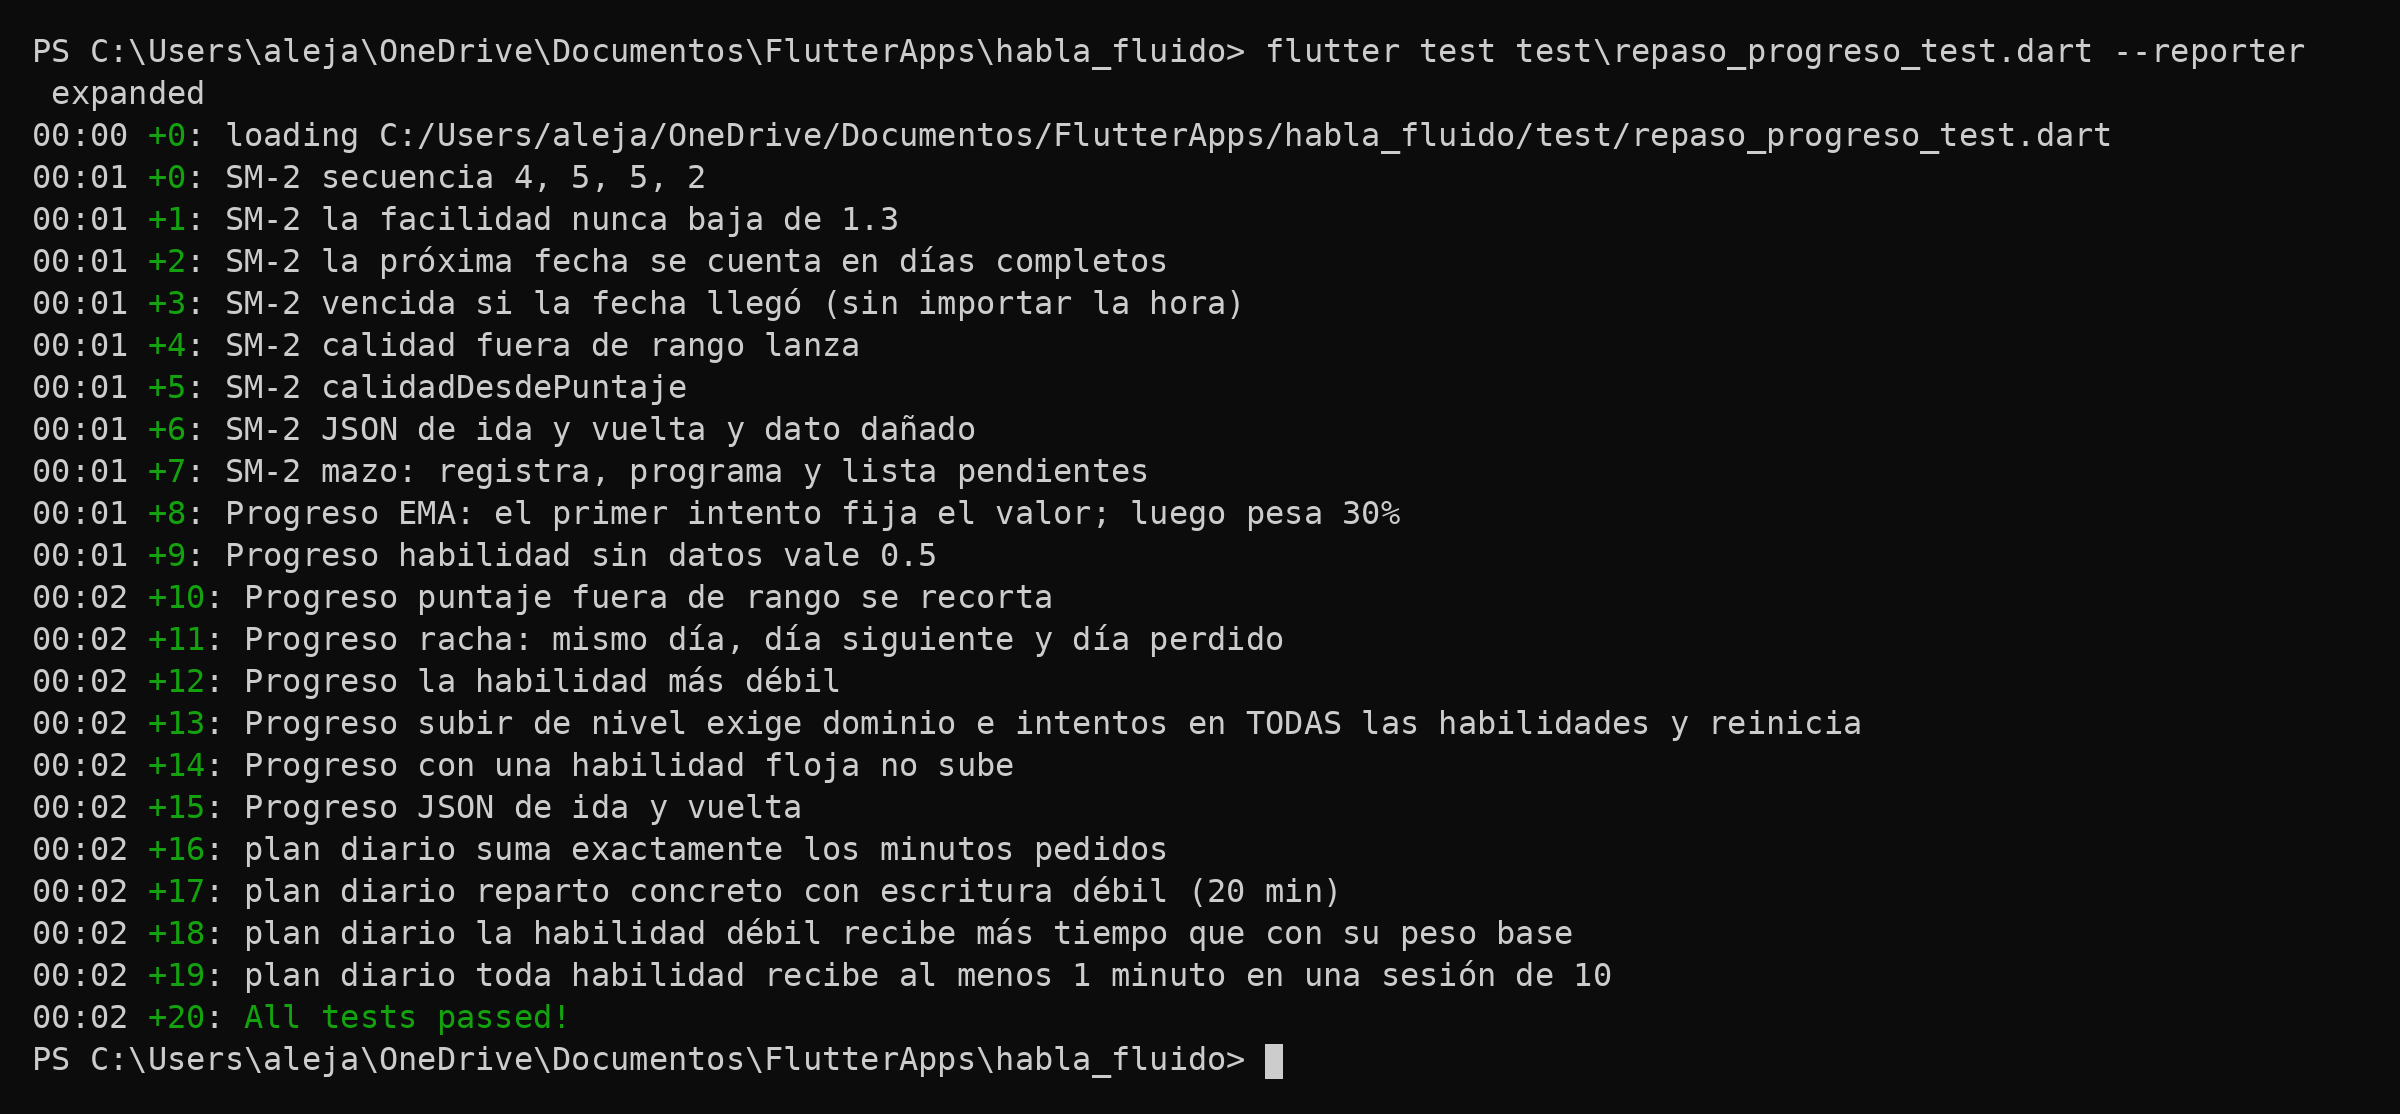 PS C:\Users\aleja\OneDrive\Documentos\FlutterApps\habla_fluido> flutter test test\repaso_progreso_test.dart --reporter
 expanded
00:00 +0: loading C:/Users/aleja/OneDrive/Documentos/FlutterApps/habla_fluido/test/repaso_progreso_test.dart
00:01 +0: SM-2 secuencia 4, 5, 5, 2
00:01 +1: SM-2 la facilidad nunca baja de 1.3
00:01 +2: SM-2 la próxima fecha se cuenta en días completos
00:01 +3: SM-2 vencida si la fecha llegó (sin importar la hora)
00:01 +4: SM-2 calidad fuera de rango lanza
00:01 +5: SM-2 calidadDesdePuntaje
00:01 +6: SM-2 JSON de ida y vuelta y dato dañado
00:01 +7: SM-2 mazo: registra, programa y lista pendientes
00:01 +8: Progreso EMA: el primer intento fija el valor; luego pesa 30%
00:01 +9: Progreso habilidad sin datos vale 0.5
00:02 +10: Progreso puntaje fuera de rango se recorta
00:02 +11: Progreso racha: mismo día, día siguiente y día perdido
00:02 +12: Progreso la habilidad más débil
00:02 +13: Progreso subir de nivel exige dominio e intentos en TODAS las habilidades y reinicia
00:02 +14: Progreso con una habilidad floja no sube
00:02 +15: Progreso JSON de ida y vuelta
00:02 +16: plan diario suma exactamente los minutos pedidos
00:02 +17: plan diario reparto concreto con escritura débil (20 min)
00:02 +18: plan diario la habilidad débil recibe más tiempo que con su peso base
00:02 +19: plan diario toda habilidad recibe al menos 1 minuto en una sesión de 10
00:02 +20: All tests passed!
PS C:\Users\aleja\OneDrive\Documentos\FlutterApps\habla_fluido>